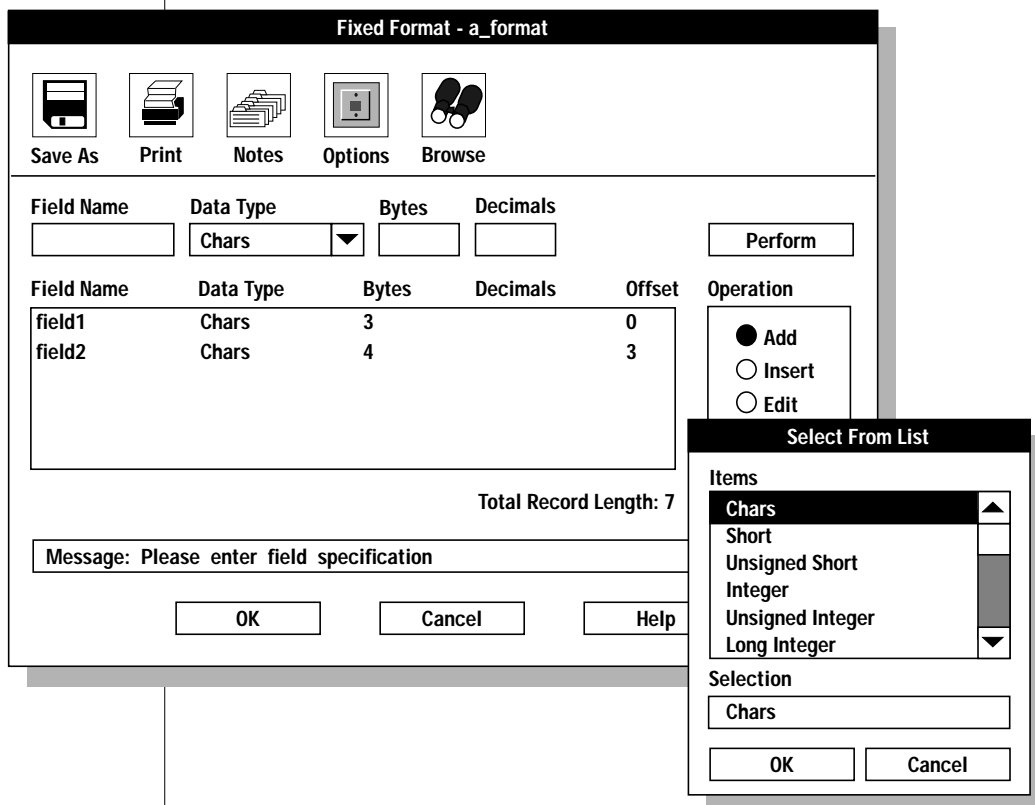 Fixed Format - a_format
Save As Print Notes Options Browse
Field Name Data Type Bytes Decimals
Chars Perform
Field Name Data Type Bytes Decimals Offset Operation
field1 Chars 3 0
field2 Chars 4 3
Add
Insert
Edit
Total Record Length: 7
Message: Please enter field specification
OK Cancel Help
Select From List
Items
Chars
Short
Unsigned Short
Integer
Unsigned Integer
Long Integer
Selection
Chars
OK Cancel